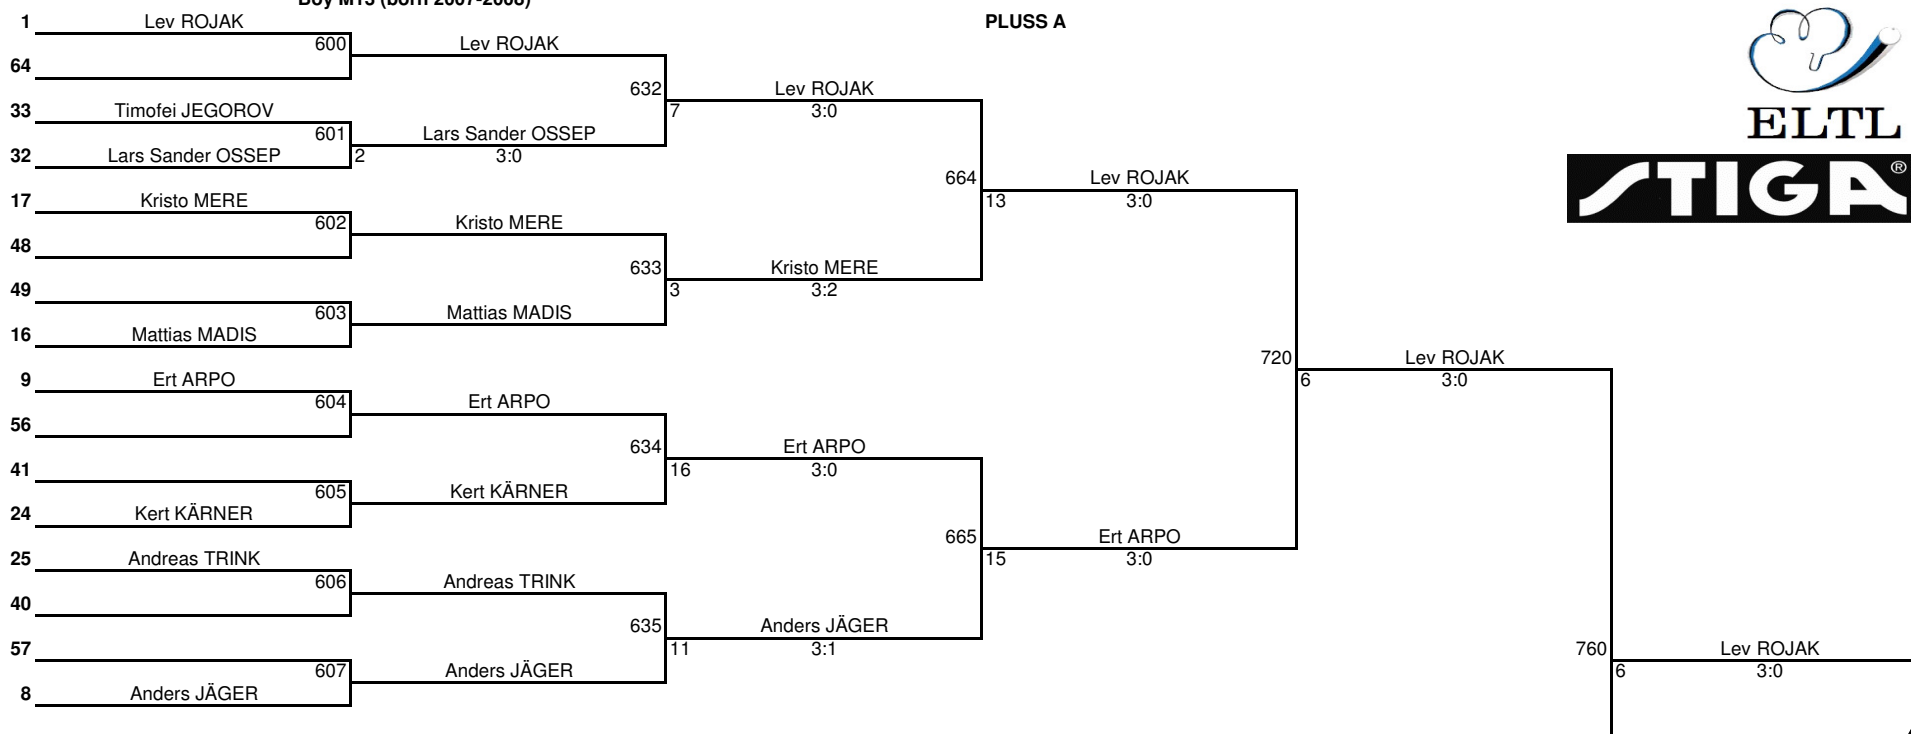 Boy M13 (born 2007-2008)
1 Lev ROJAK PLUSS A
600 Lev ROJAK
64
632 Lev ROJAK
33 Timofei JEGOROV 7 3:0
601 Lars Sander OSSEP
32 Lars Sander OSSEP 2 3:0
ELTL
STIGA®
664 Lev ROJAK
17 Kristo MERE 13 3:0
602 Kristo MERE
48
633 Kristo MERE
49 3 3:2
603 Mattias MADIS
16 Mattias MADIS
720 Lev ROJAK
9 Ert ARPO 6 3:0
604 Ert ARPO
56
634 Ert ARPO
41 16 3:0
605 Kert KÄRNER
24 Kert KÄRNER
665 Ert ARPO
25 Andreas TRINK 15 3:0
606 Andreas TRINK
40
635 Anders JÄGER
57 11 3:1
760 Lev ROJAK
607 Anders JÄGER 6 3:0
8 Anders JÄGER